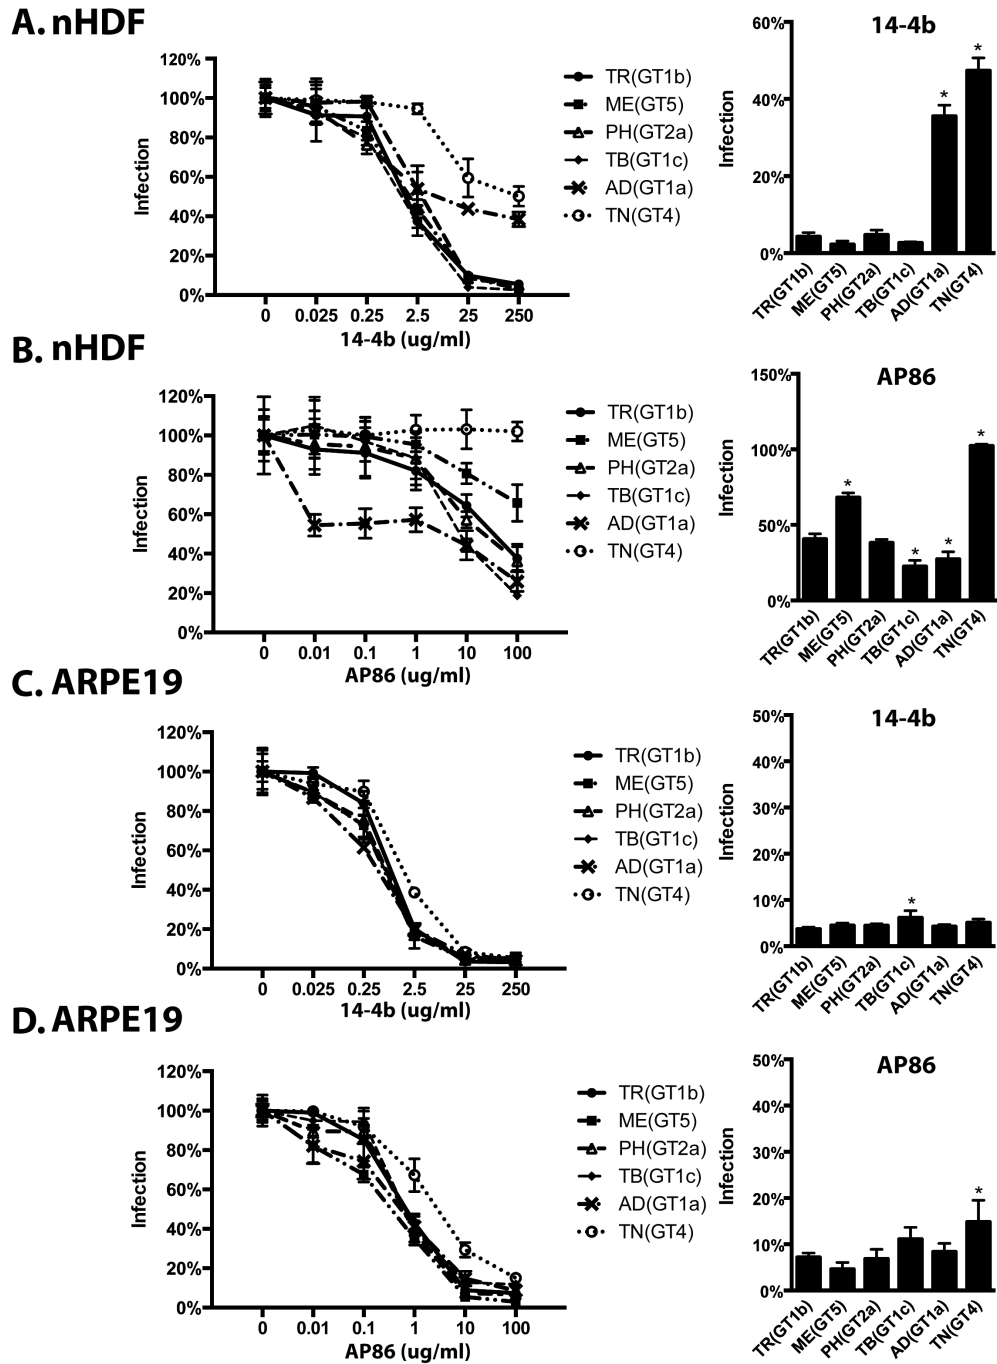 A. nHDF
120%
100%
80%
60%
40%
20%
0%
Infection
0 0.025 0.25 2.5 25 250
14-4b (ug/ml)
TR(GT1b)
ME(GT5)
PH(GT2a)
TB(GT1c)
AD(GT1a)
TN(GT4)
14-4b
60%
40%
20%
0%
Infection
* *
TR(GT1b) ME(GT5) PH(GT2a) TB(GT1c) AD(GT1a) TN(GT4)
B. nHDF
120%
100%
80%
60%
40%
20%
0%
Infection
0 0.01 0.1 1 10 100
AP86 (ug/ml)
TR(GT1b)
ME(GT5)
PH(GT2a)
TB(GT1c)
AD(GT1a)
TN(GT4)
AP86
150%
100%
50%
0%
Infection
* * * *
TR(GT1b) ME(GT5) PH(GT2a) TB(GT1c) AD(GT1a) TN(GT4)
C. ARPE19
120%
100%
80%
60%
40%
20%
0%
Infection
0 0.025 0.25 2.5 25 250
14-4b (ug/ml)
TR(GT1b)
ME(GT5)
PH(GT2a)
TB(GT1c)
AD(GT1a)
TN(GT4)
14-4b
50%
40%
30%
20%
10%
0%
Infection
*
TR(GT1b) ME(GT5) PH(GT2a) TB(GT1c) AD(GT1a) TN(GT4)
D. ARPE19
120%
100%
80%
60%
40%
20%
0%
Infection
0 0.01 0.1 1 10 100
AP86 (ug/ml)
TR(GT1b)
ME(GT5)
PH(GT2a)
TB(GT1c)
AD(GT1a)
TN(GT4)
AP86
50%
40%
30%
20%
10%
0%
Infection
*
TR(GT1b) ME(GT5) PH(GT2a) TB(GT1c) AD(GT1a) TN(GT4)